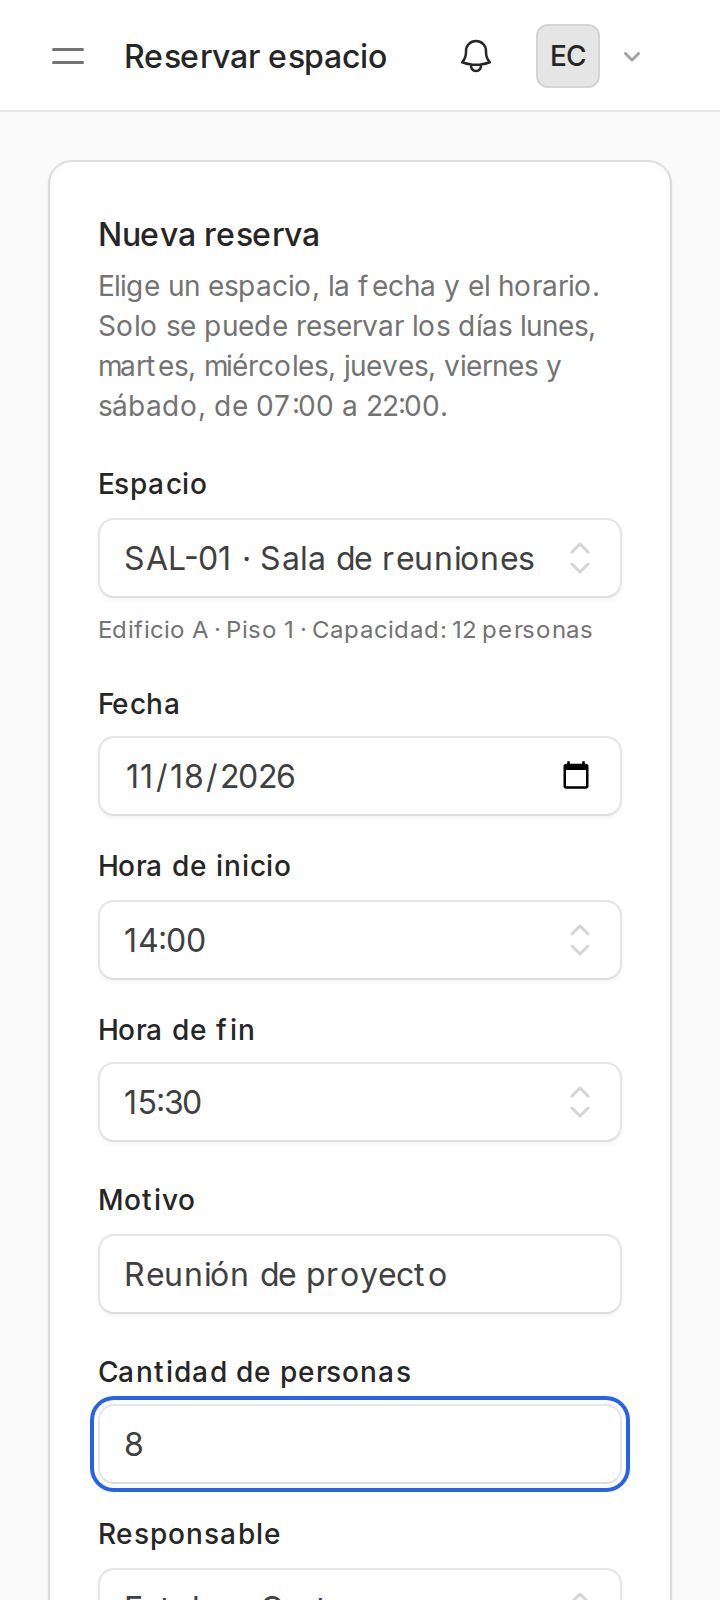 Reservar espacio
EC
Nueva reserva
Elige un espacio, la fecha y el horario.
Solo se puede reservar los días lunes,
martes, miércoles, jueves, viernes y
sábado, de 07:00 a 22:00.
Espacio
SAL-01 · Sala de reuniones
Edificio A · Piso 1 · Capacidad: 12 personas
Fecha
11/18/2026
Hora de inicio
14:00
Hora de fin
15:30
Motivo
Reunión de proyecto
Cantidad de personas
8
Responsable